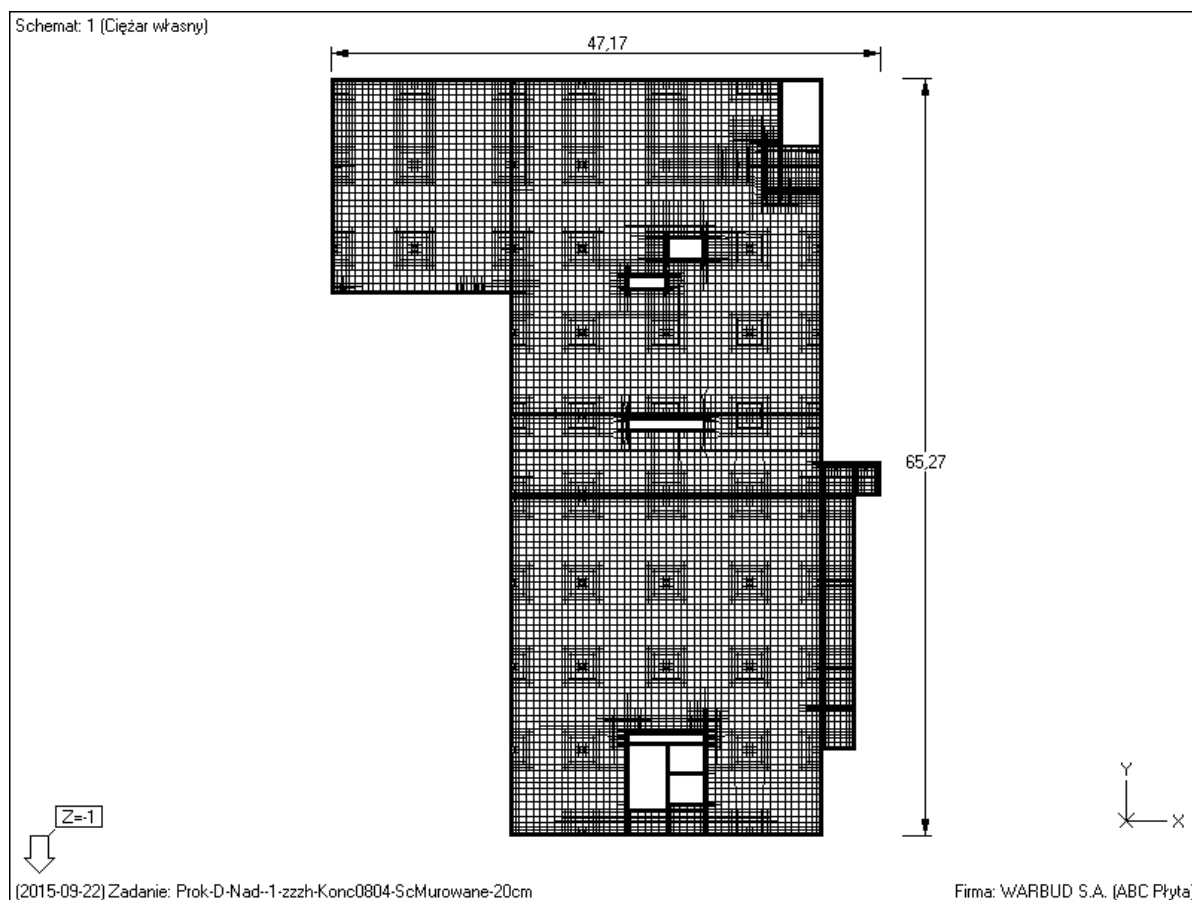 Schemat: 1 (Ciężar własny)
47,17
65,27
Y
X
Z=-1
(2015-09-22) Zadanie: Prok-D-Nad--1-zzzh-Konc0804-ScMurowane-20cm
Firma: WARBUD S.A. (ABC Płyta)